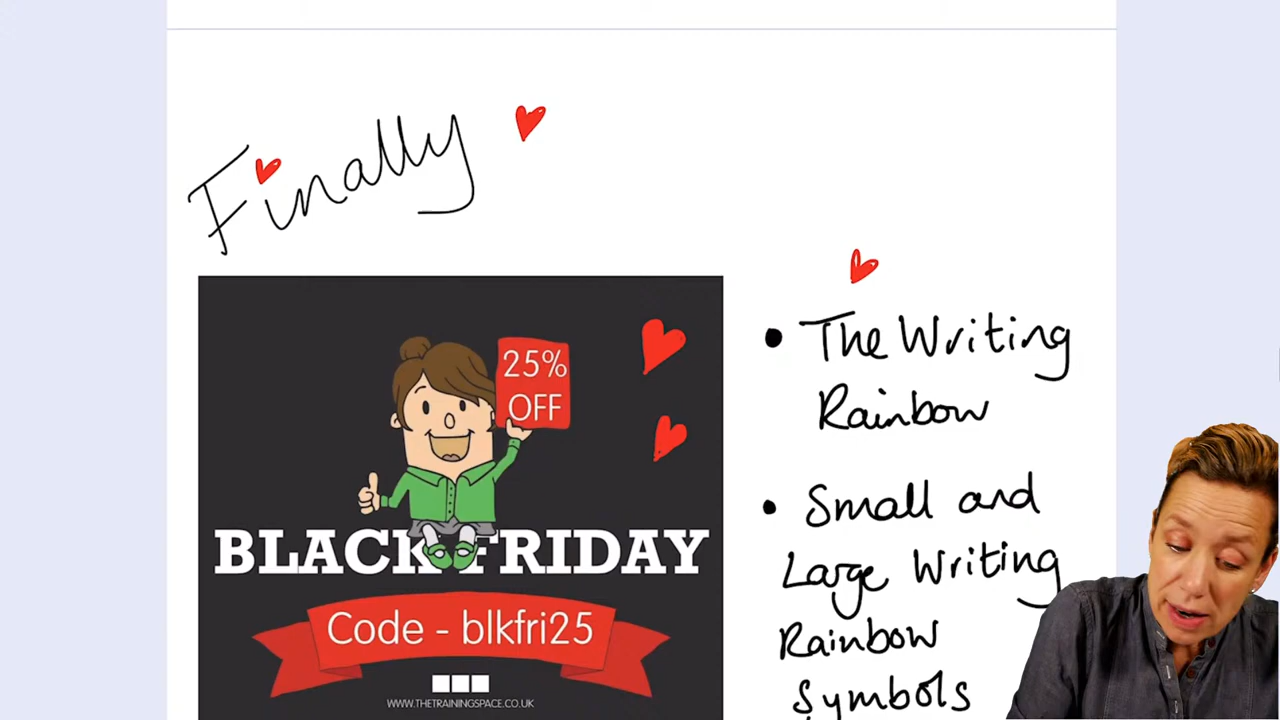 Finally
25%
OFF
BLACK FRIDAY
Code - blkfri25
WWW.THETRAININGSPACE.CO.UK
• The Writing
Rainbow
• Small and
Large Writing
Rainbow
Symbols